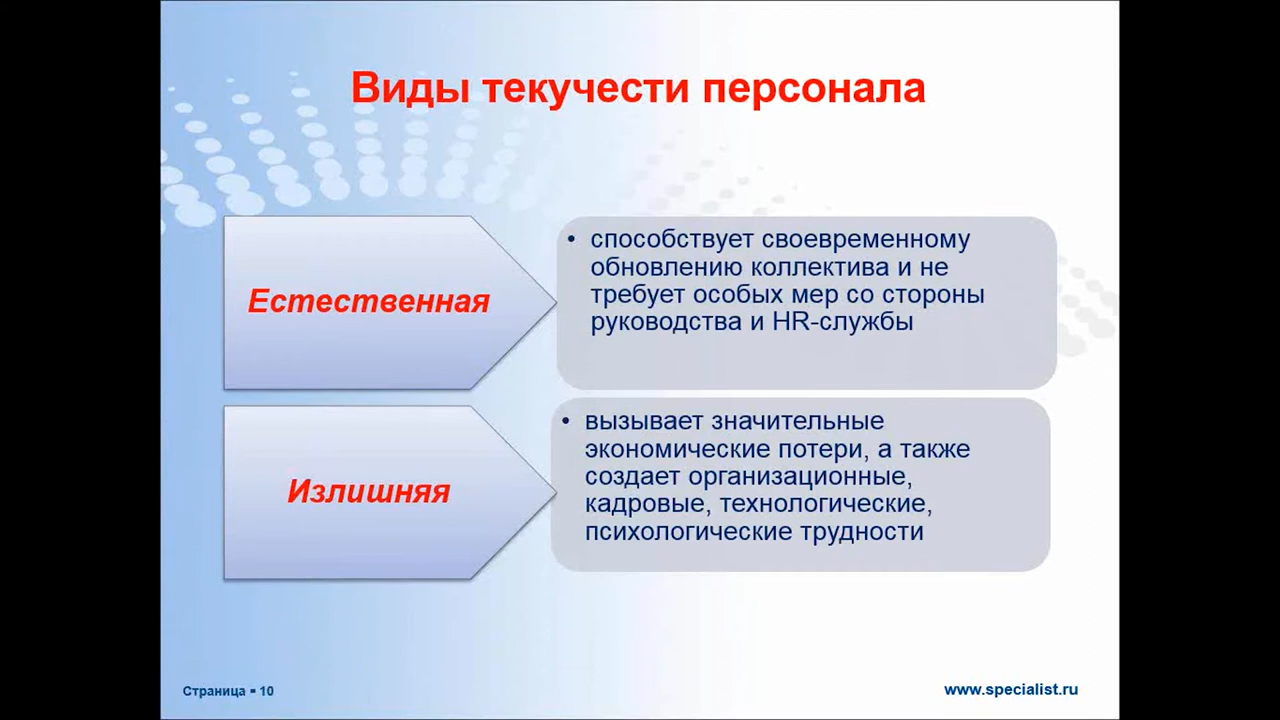 Виды текучести персонала
Естественная
• способствует своевременному
обновлению коллектива и не
требует особых мер со стороны
руководства и HR-службы
Излишняя
• вызывает значительные
экономические потери, а также
создает организационные,
кадровые, технологические,
психологические трудности
Страница ▪ 10
www.specialist.ru